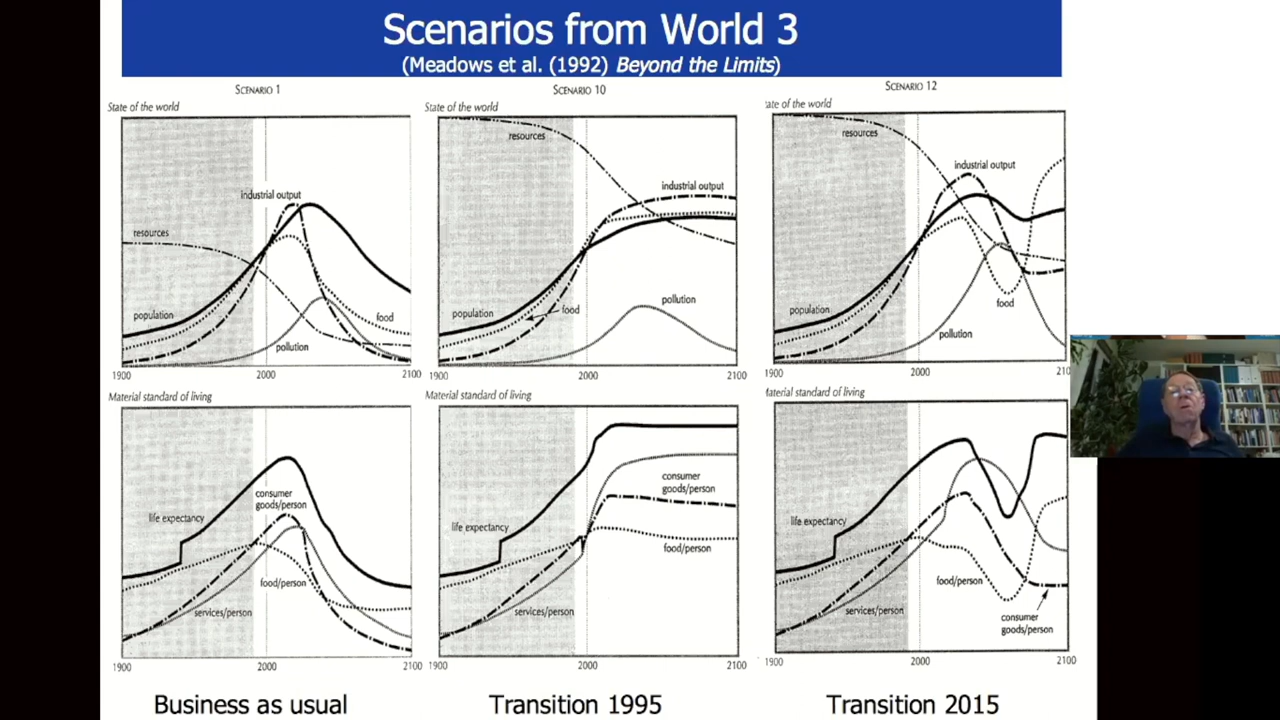 Scenarios from World 3
(Meadows et al. (1992) Beyond the Limits)
SCENARIO 1
State of the world
industrial output
resources
population
food
pollution
1900
2000
2100
SCENARIO 10
State of the world
resources
industrial output
population
food
pollution
1900
2000
2100
SCENARIO 12
ate of the world
resources
industrial output
population
food
pollution
1900
2000
210
Material standard of living
life expectancy
consumer
goods/person
food/person
services/person
1900
2000
2100
Material standard of living
life expectancy
consumer
goods/person
food/person
services/person
1900
2000
2100
aterial standard of living
life expectancy
food/person
services/person
consumer
goods/person
1900
2000
2100
Business as usual
Transition 1995
Transition 2015